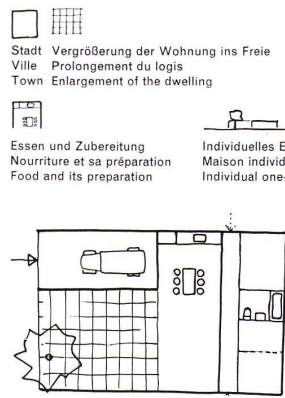 Stadt Vergrößerung der Wohnung ins Freie
Ville Prolongement du logis
Town Enlargement of the dwelling
Essen und Zubereitung
Nourriture et sa préparation
Food and its preparation
Individuelles E
Maison individ
Individual one-